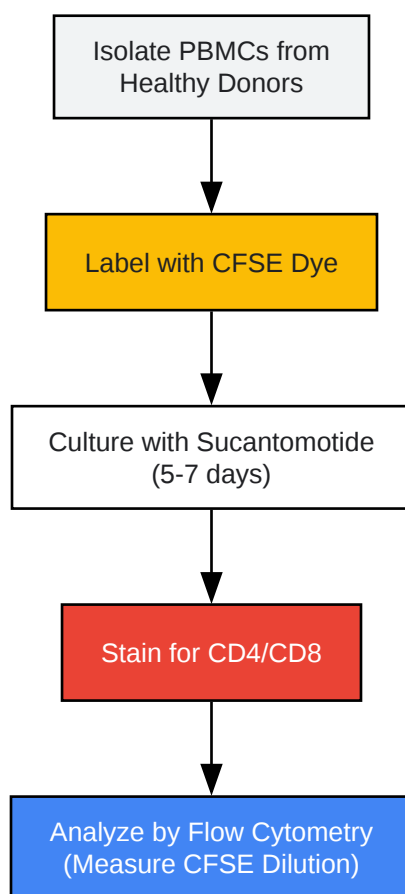 Isolate PBMCs from
Healthy Donors
Label with CFSE Dye
Culture with Sucantomotide
(5-7 days)
Stain for CD4/CD8
Analyze by Flow Cytometry
(Measure CFSE Dilution)